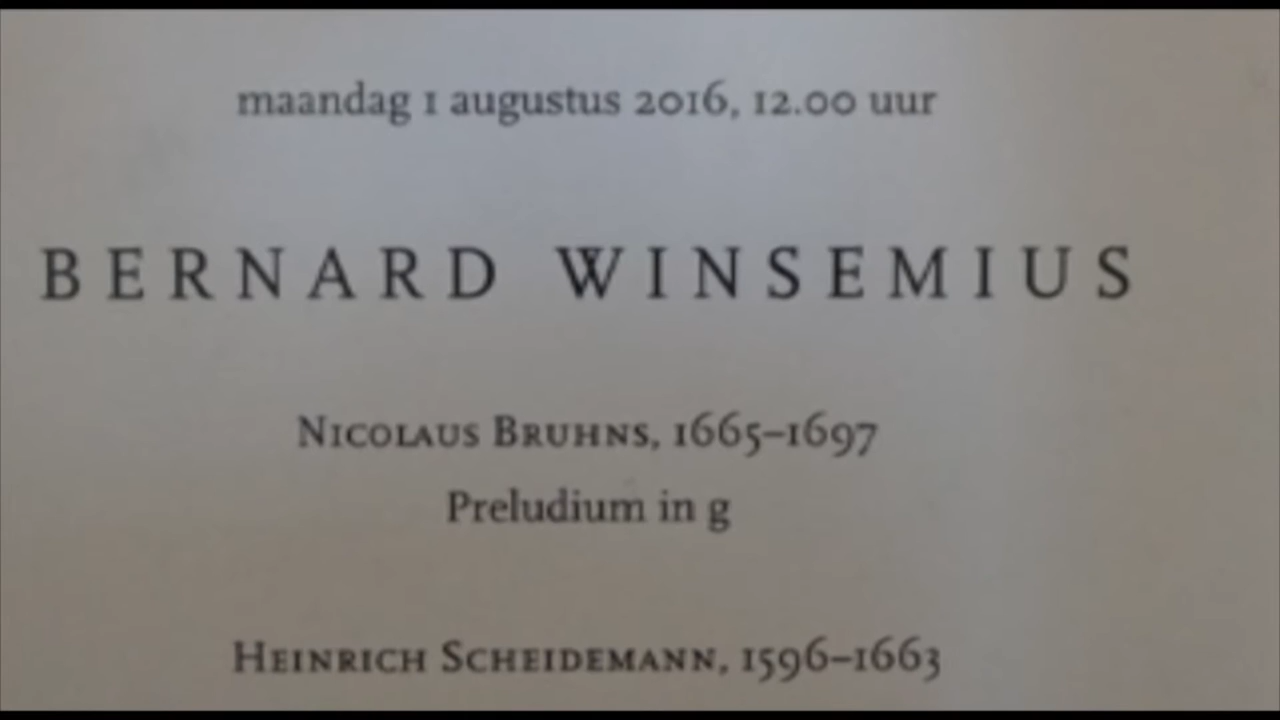 maandag 1 augustus 2016, 12.00 uur
BERNARD WINSEMIUS
NICOLAUS BRUHNS, 1665–1697
Preludium in g
HEINRICH SCHEIDEMANN, 1596–1663